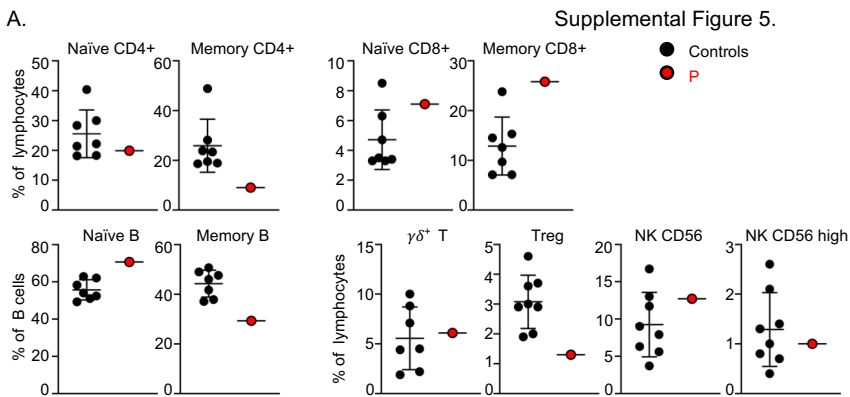 A.
Supplemental Figure 5.
Naïve CD4+ Memory CD4+ Naïve CD8+ Memory CD8+
Controls
P
% of lymphocytes
50 40 30 20 10 0
60 40 20 0
10 8 6 4 2 0
30 20 10 0
Naïve B Memory B γδ⁺ T Treg NK CD56 NK CD56 high
% of B cells
80 60 40 20 0
60 40 20 0
% of lymphocytes
15 10 5 0
5 4 3 2 1 0
20 15 10 5 0
3 2 1 0